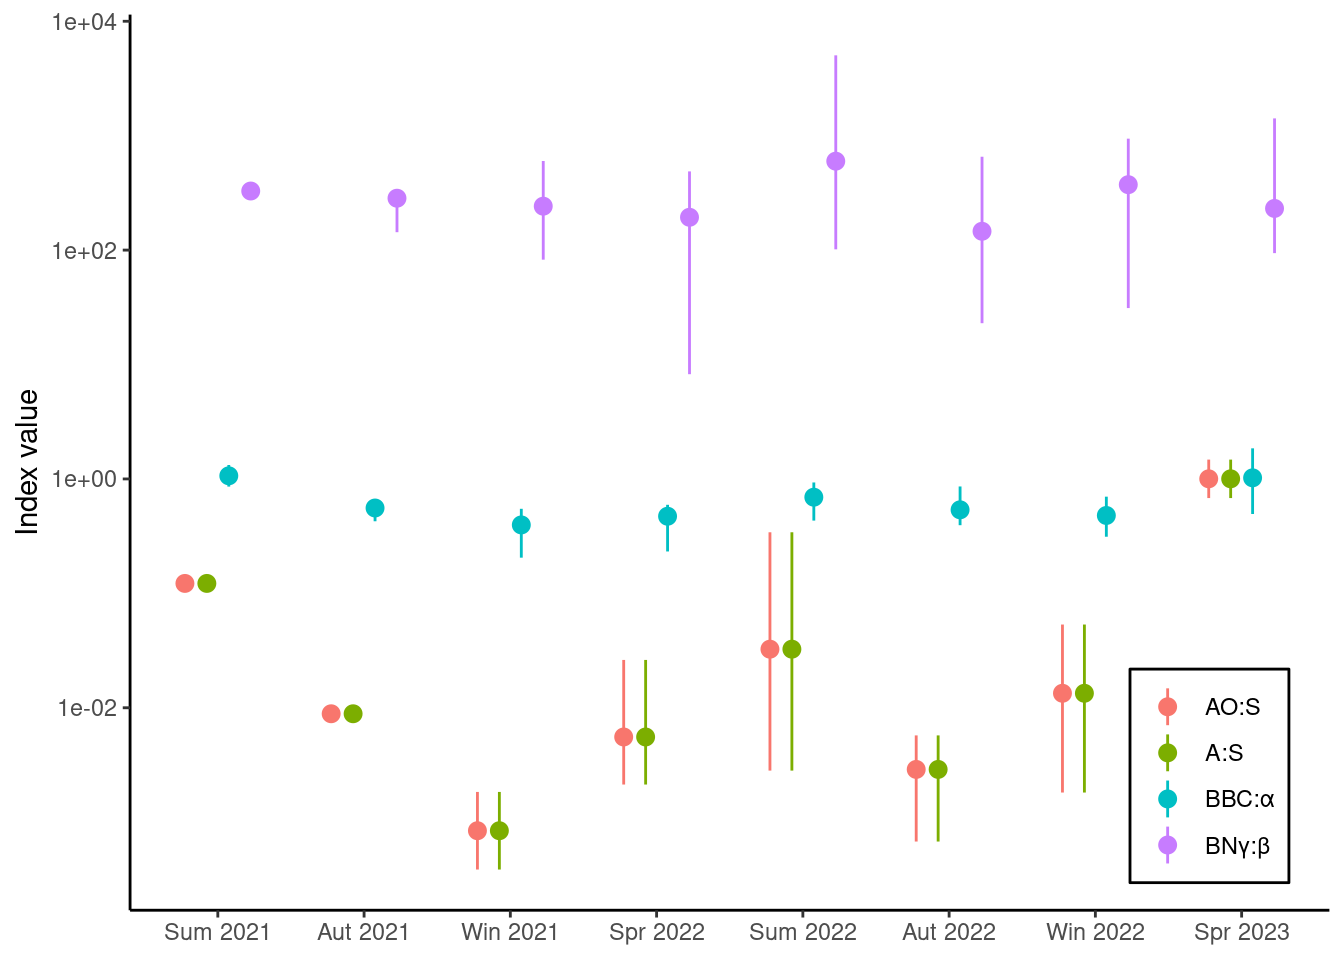 1e+04
1e+02
1e+00
1e-02
Index value
Sum 2021 Aut 2021 Win 2021 Spr 2022 Sum 2022 Aut 2022 Win 2022 Spr 2023
AO:S
A:S
BBC:α
BNγ:β